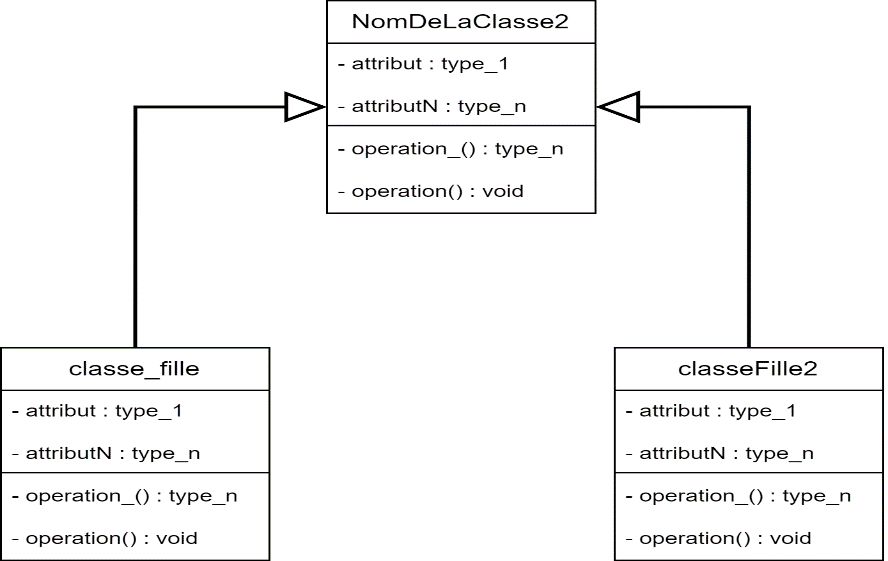 NomDeLaClasse2
- attribut : type_1
- attributN : type_n
- operation_() : type_n
- operation() : void
classe_fille
- attribut : type_1
- attributN : type_n
- operation_() : type_n
- operation() : void
classeFille2
- attribut : type_1
- attributN : type_n
- operation_() : type_n
- operation() : void